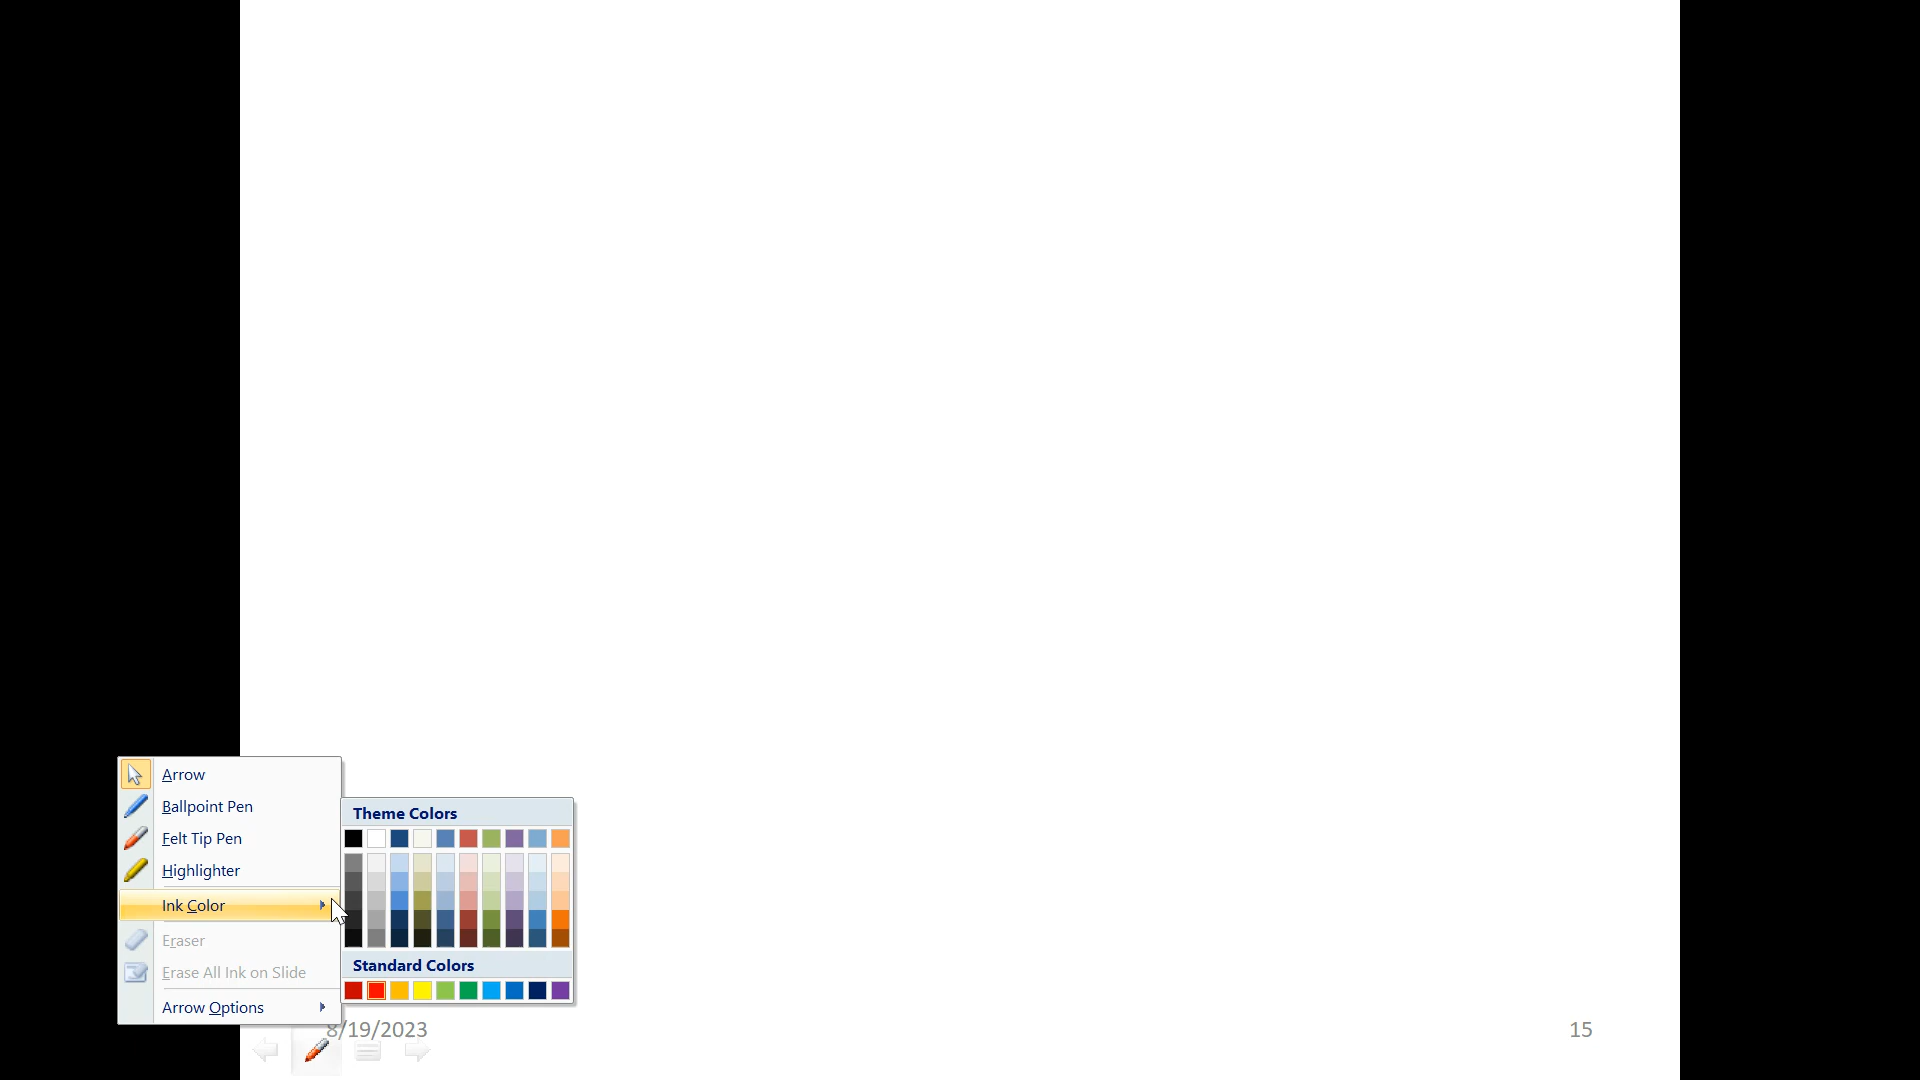 Arrow
Ballpoint Pen
Felt Tip Pen
Highlighter
Ink Color
Eraser
Erase All Ink on Slide
Arrow Options
Theme Colors
Standard Colors
8/19/2023
15